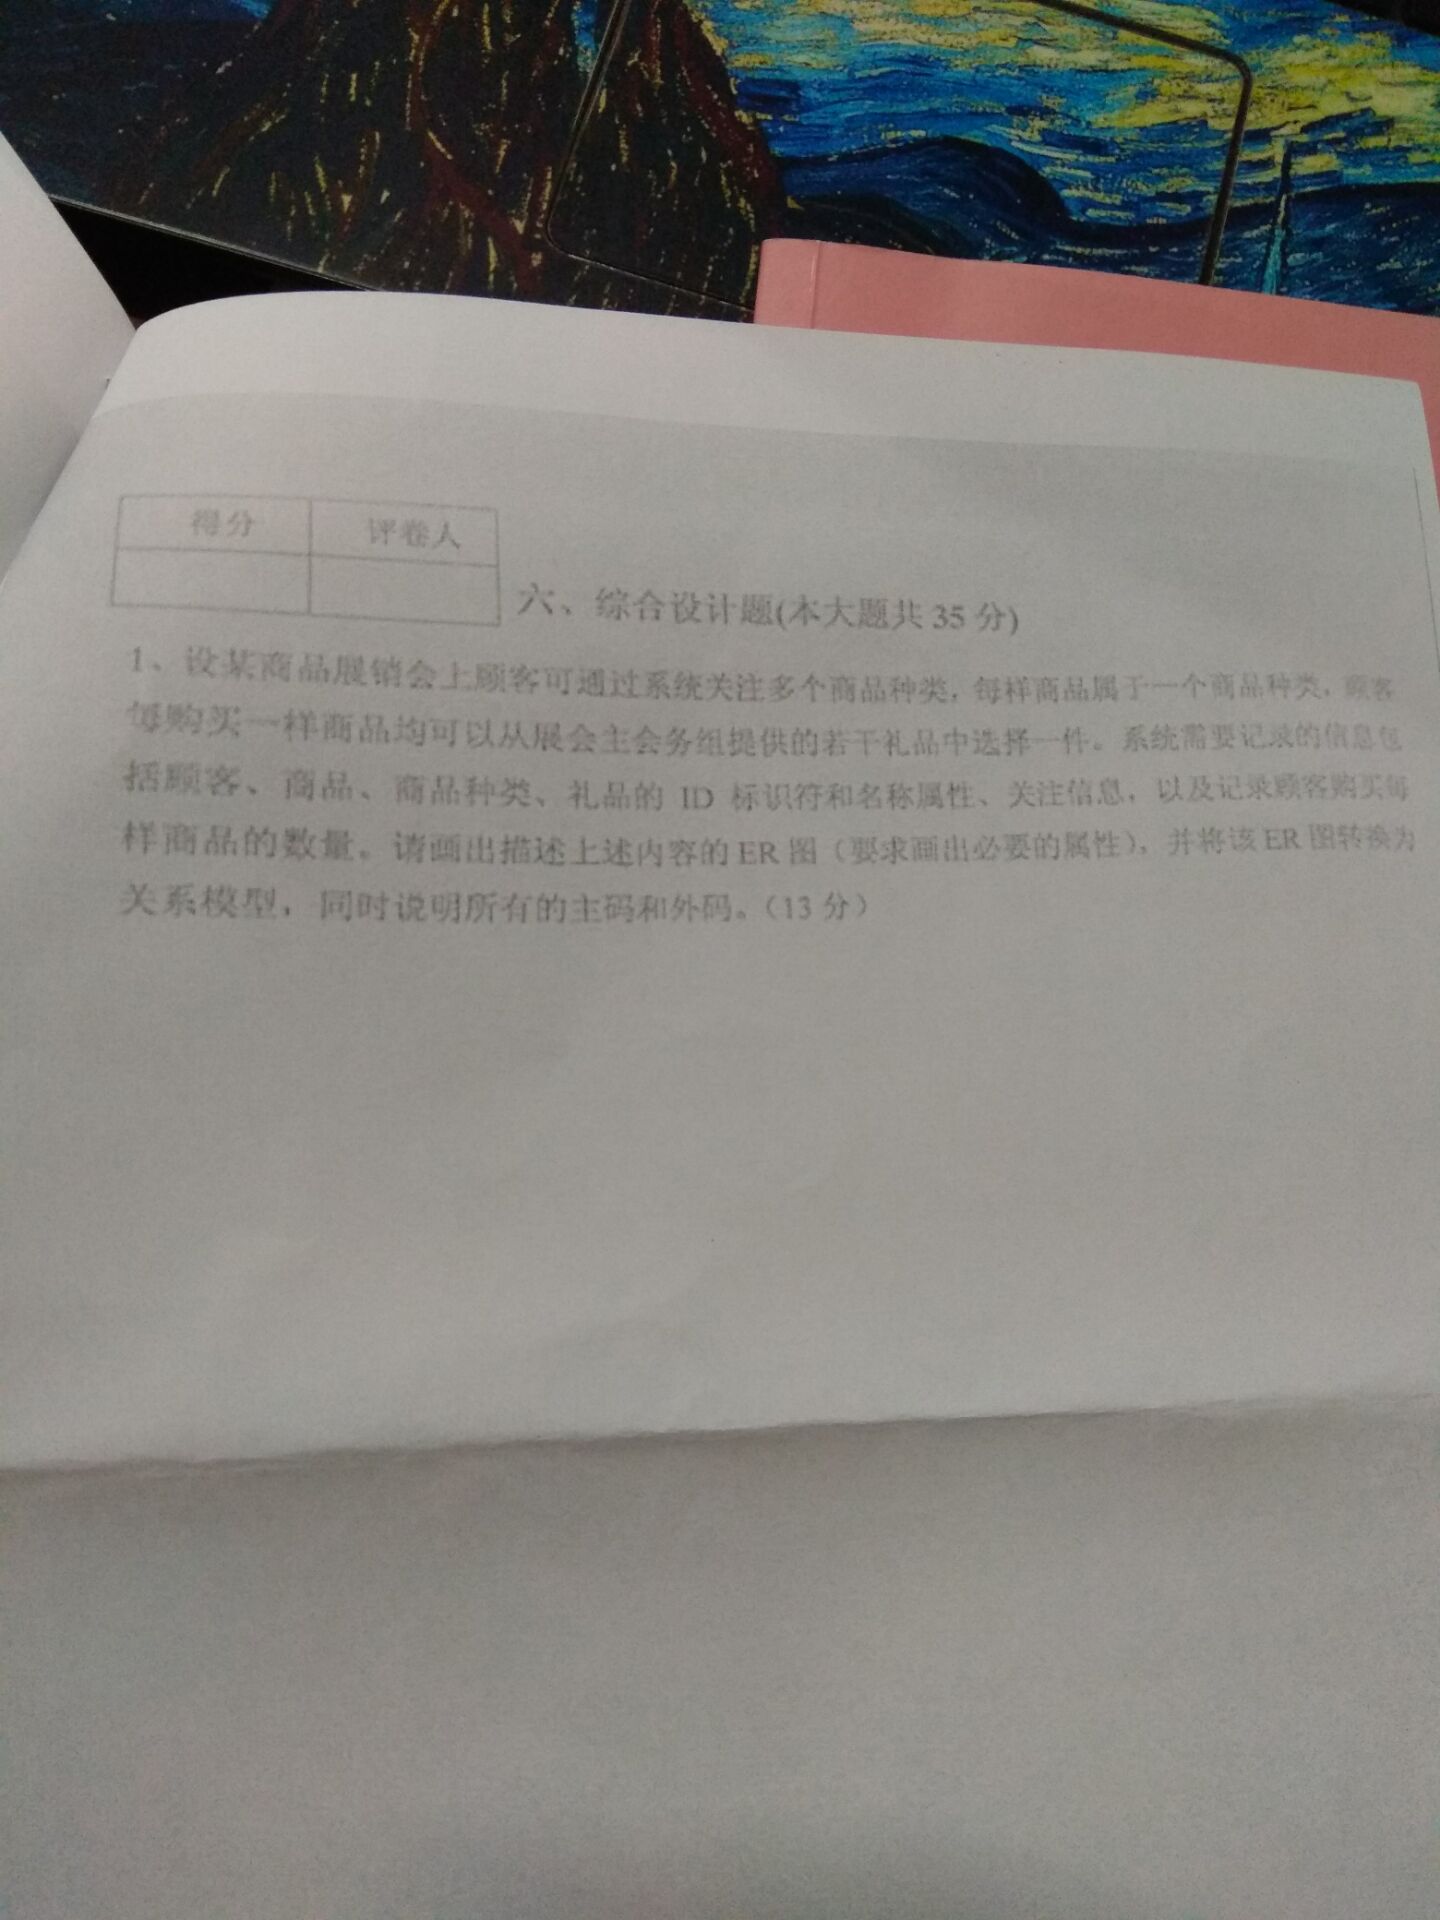 得分 评卷人
六、综合设计题(本大题共 35 分)
1、设某商品展销会上顾客可通过系统关注多个商品种类，每样商品属于一个商品种类，顾客
每购买一样商品均可以从展会主会务组提供的若干礼品中选择一件。系统需要记录的信息包
括顾客、商品、商品种类、礼品的 ID 标识符和名称属性、关注信息，以及记录顾客购买每
样商品的数量。请画出描述上述内容的 ER 图（要求画出必要的属性），并将该 ER 图转换为
关系模型，同时说明所有的主码和外码。（13 分）